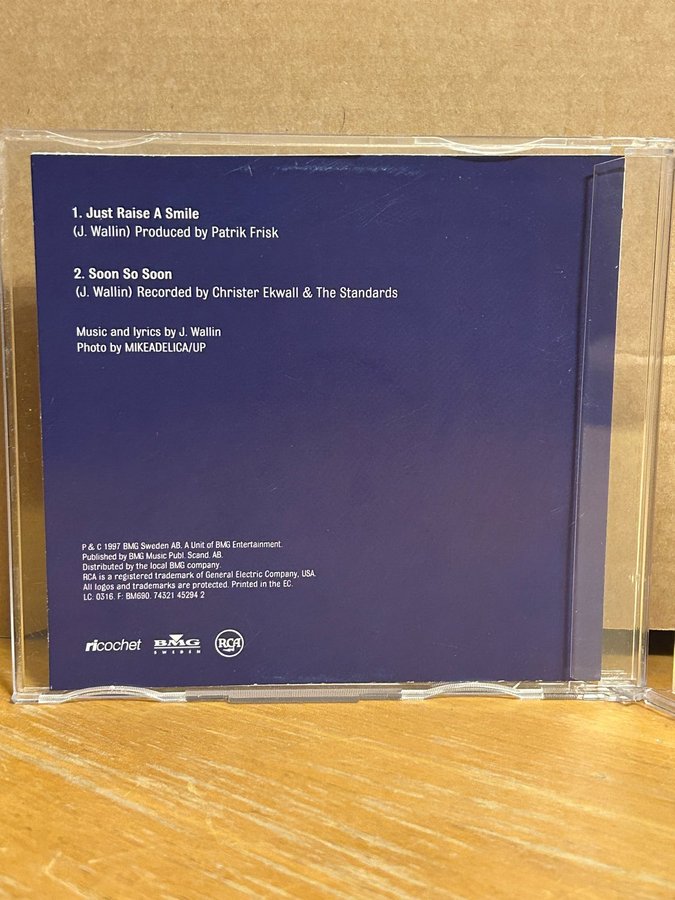 1. Just Raise A Smile
(J. Wallin) Produced by Patrik Frisk
2. Soon So Soon
(J. Wallin) Recorded by Christer Ekwall & The Standards
Music and lyrics by J. Wallin
Photo by MIKEADELICA/UP
P & C 1997 BMG Sweden AB. A Unit of BMG Entertainment.
Published by BMG Music Publ. Scand. AB.
Distributed by the local BMG company.
RCA is a registered trademark of General Electric Company, USA.
All logos and trademarks are protected. Printed in the EC.
LC: 0316. F: BM690. 74321 45294 2
ricochet BMG RCA
SWEDEN